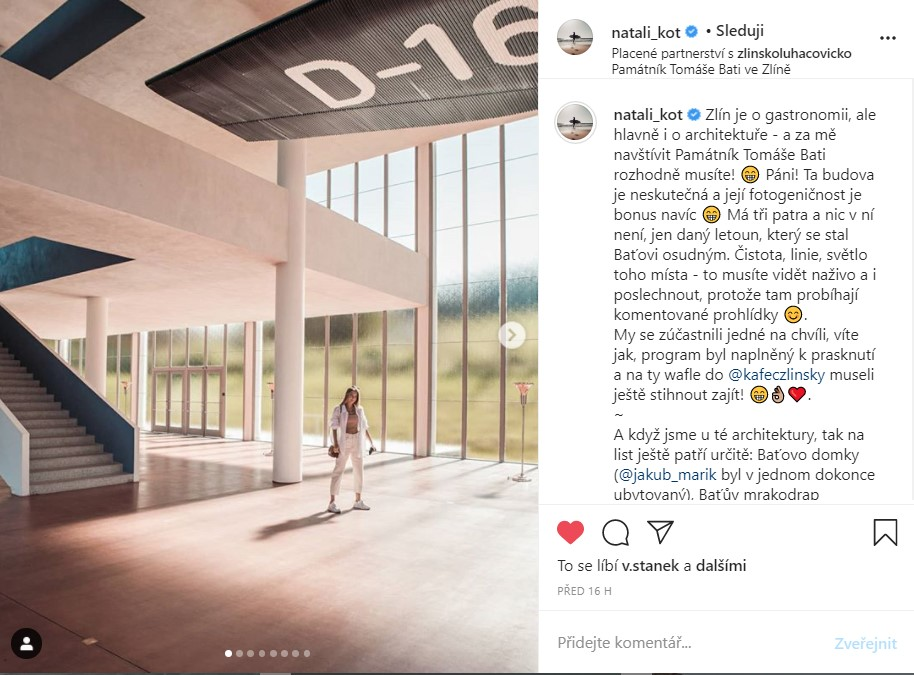 D-16
natali_kot • Sleduji
Placené partnerství s zlinskoluhacovicko
Památník Tomáše Bati ve Zlíně
natali_kot Zlín je o gastronomii, ale
hlavně i o architektuře - a za mě
navštívit Památník Tomáše Bati
rozhodně musíte! 😁 Páni! Ta budova
je neskutečná a její fotogeničnost je
bonus navíc 😁 Má tři patra a nic v ní
není, jen daný letoun, který se stal
Baťovi osudným. Čistota, linie, světlo
toho místa - to musíte vidět naživo a i
poslechnout, protože tam probíhají
komentované prohlídky 😊.
My se zúčastnili jedné na chvíli, víte
jak, program byl naplněný k prasknutí
a na ty wafle do @kafeczlinsky museli
ještě stihnout zajít! 😁👌🏼❤️.
~
A když jsme u té architektury, tak na
list ještě patří určitě: Baťovo domky
(@jakub_marik byl v jednom dokonce
ubytovaný), Baťův mrakodrap
To se líbí v.stanek a dalšími
PŘED 16 H
Přidejte komentář...
Zveřejnit